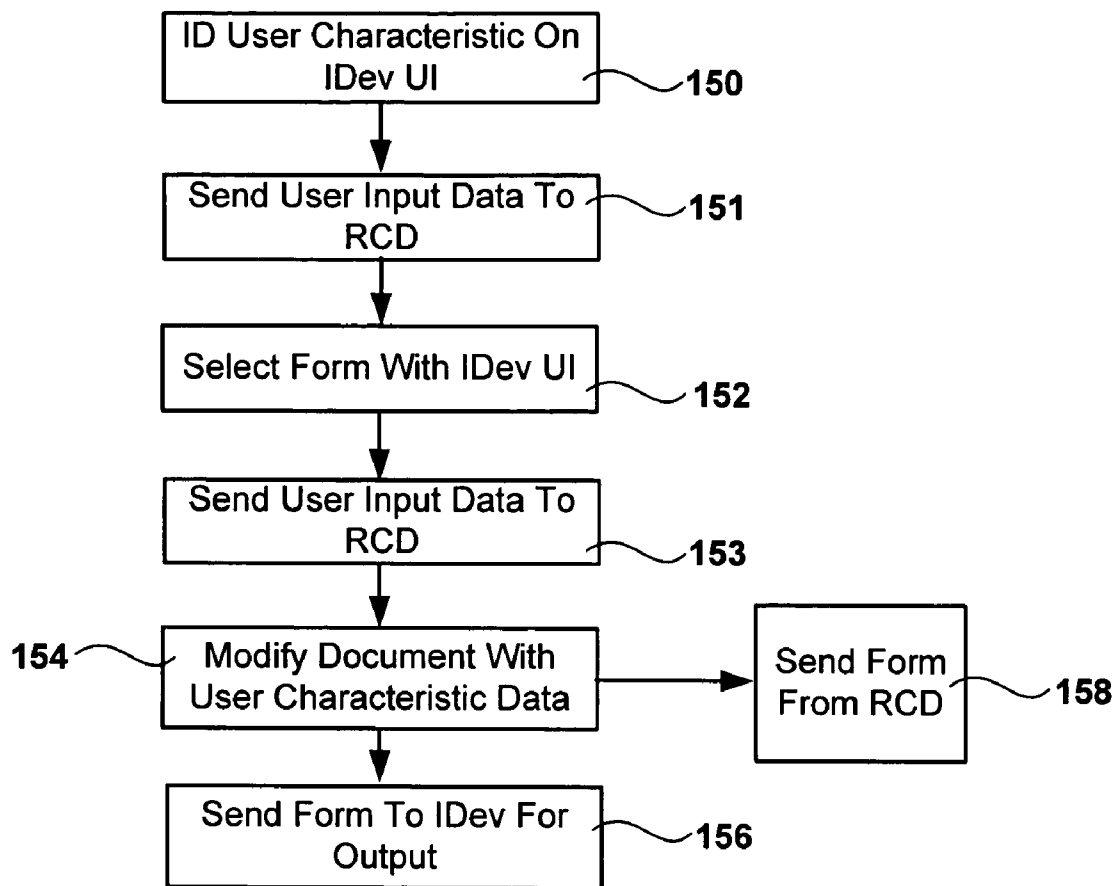 ID User Characteristic On
IDev UI
150
Send User Input Data To
RCD
151
Select Form With IDev UI
152
Send User Input Data To
RCD
153
154
Modify Document With
User Characteristic Data
Send Form
From RCD
158
Send Form To IDev For
Output
156